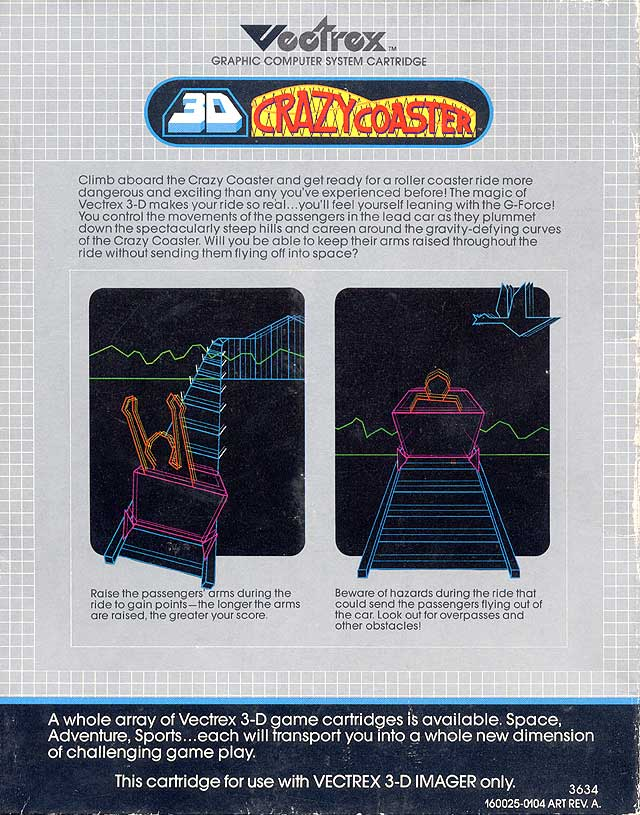 Vectrex™
GRAPHIC COMPUTER SYSTEM CARTRIDGE
3D CRAZY COASTER™
Climb aboard the Crazy Coaster and get ready for a roller coaster ride more
dangerous and exciting than any you've experienced before! The magic of
Vectrex 3-D makes your ride so real...you'll feel yourself leaning with the G-Force!
You control the movements of the passengers in the lead car as they plummet
down the spectacularly steep hills and careen around the gravity-defying curves
of the Crazy Coaster. Will you be able to keep their arms raised throughout the
ride without sending them flying off into space?
Raise the passengers' arms during the
ride to gain points—the longer the arms
are raised, the greater your score.
Beware of hazards during the ride that
could send the passengers flying out of
the car. Look out for overpasses and
other obstacles!
A whole array of Vectrex 3-D game cartridges is available. Space,
Adventure, Sports...each will transport you into a whole new dimension
of challenging game play.
This cartridge for use with VECTREX 3-D IMAGER only.
3634
160025-0104 ART REV. A.